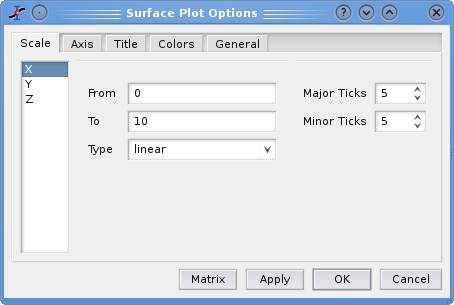 Surface Plot Options
Scale Axis Title Colors General
X
Y
Z
From 0 Major Ticks 5
To 10 Minor Ticks 5
Type linear
Matrix Apply OK Cancel